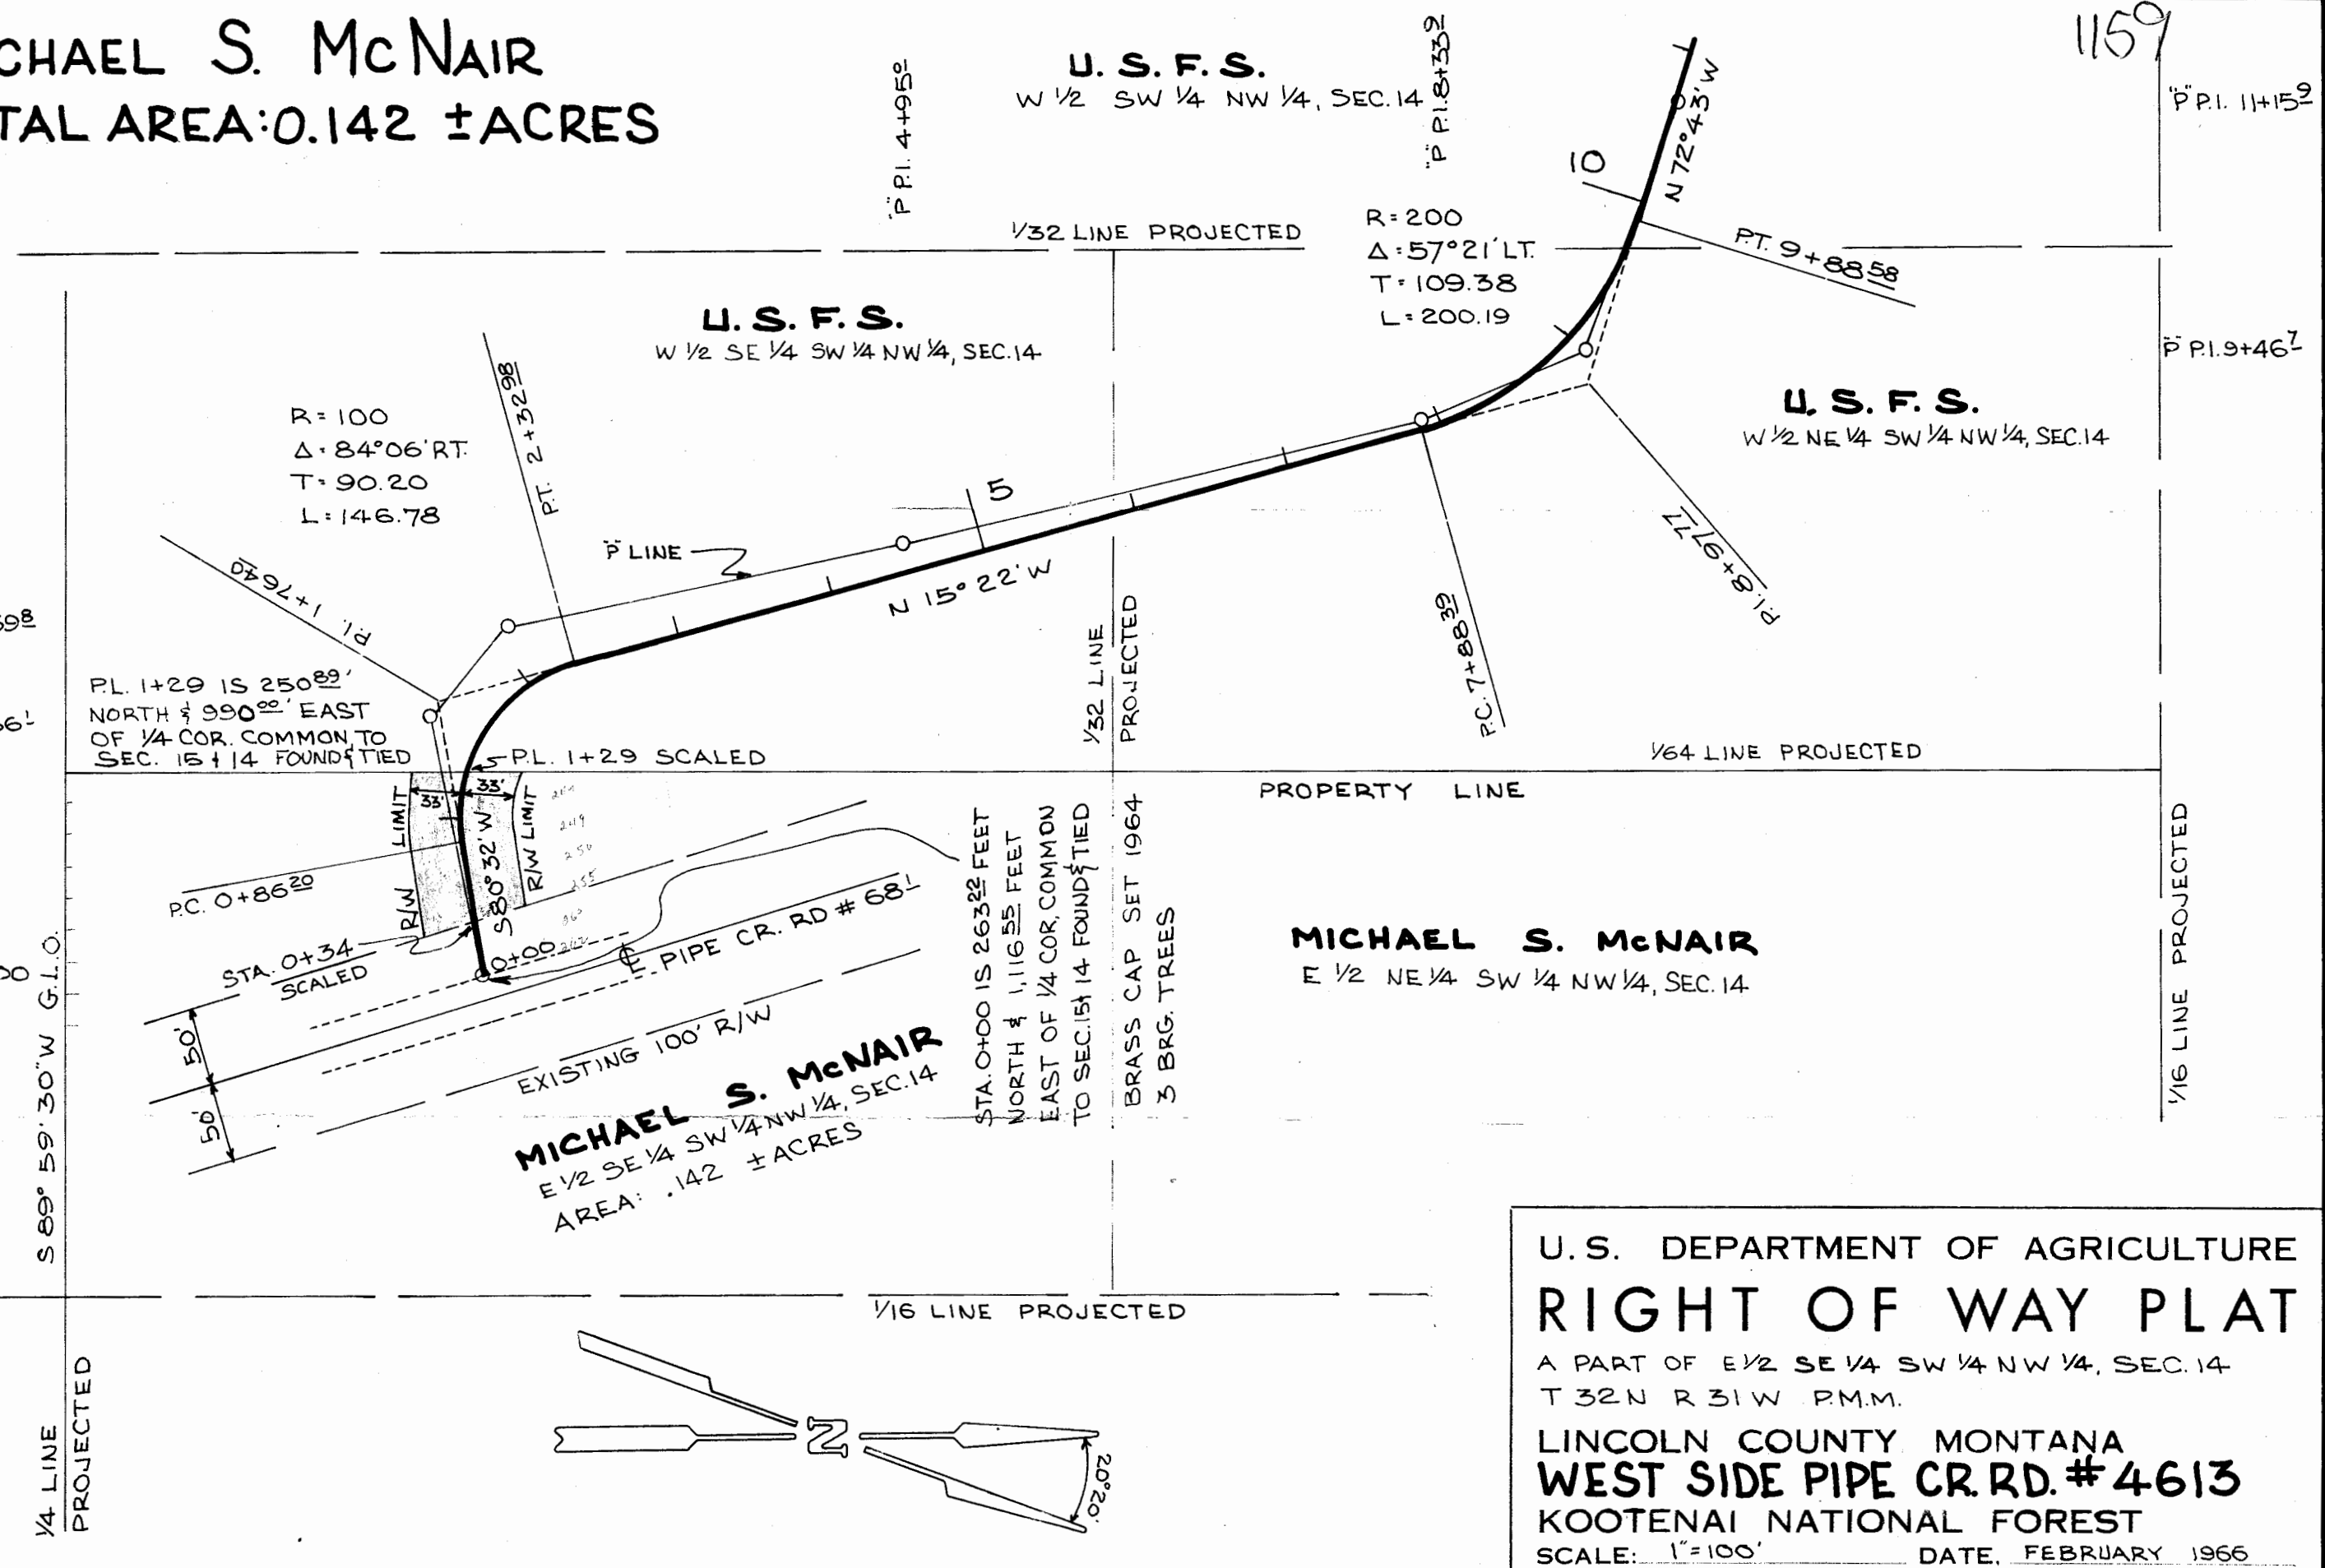 CHAEL S. McNAIR
TAL AREA: 0.142 ± ACRES
1159
"P" P.I. 4+95⁰
U. S. F. S.
W 1/2 SW 1/4 NW 1/4, SEC. 14
"P" P.I. 8+33⁹
N 72° 43' W
"P" P.I. 11+15⁹
10
1/32 LINE PROJECTED
R = 200
Δ = 57° 21' LT.
T = 109.38
L = 200.19
P.T. 9+88 58
"P" P.I. 9+46⁷
U. S. F. S.
W 1/2 SE 1/4 SW 1/4 NW 1/4, SEC. 14
U. S. F. S.
W 1/2 NE 1/4 SW 1/4 NW 1/4, SEC. 14
R = 100
Δ = 84° 06' RT.
T = 90.20
L = 146.78
P.T. 2+32 98
5
"P" LINE
N 15° 22' W
P.I. 1+76 40
P.C. 7+88 39
P.I. 8+97 77
1/32 LINE
PROJECTED
P.L. 1+29 IS 250 89'
NORTH & 990 00' EAST
OF 1/4 COR. COMMON TO
SEC. 15 & 14 FOUND & TIED
P.L. 1+29 SCALED
1/64 LINE PROJECTED
PROPERTY LINE
33'
33'
R/W LIMIT
R/W LIMIT
S 80° 32' W
P.C. 0+86 20
STA. 0+34
SCALED
0+00
℄ PIPE CR. RD # 68¹
50'
50'
EXISTING 100' R/W
MICHAEL S. McNAIR
E 1/2 SE 1/4 SW 1/4 NW 1/4, SEC. 14
AREA: .142 ± ACRES
STA. 0+00 IS 263 22 FEET
NORTH & 1,116 55 FEET
EAST OF 1/4 COR. COMMON
TO SEC. 15 & 14 FOUND & TIED
BRASS CAP SET 1964
3 BRG. TREES
MICHAEL S. McNAIR
E 1/2 NE 1/4 SW 1/4 NW 1/4, SEC. 14
1/16 LINE PROJECTED
S 89° 59' 30" W G.L.O.
1/16 LINE PROJECTED
1/4 LINE
PROJECTED
N
20° 20'
U. S. DEPARTMENT OF AGRICULTURE
RIGHT OF WAY PLAT
A PART OF E 1/2 SE 1/4 SW 1/4 NW 1/4, SEC. 14
T 32 N R 31 W P.M.M.
LINCOLN COUNTY MONTANA
WEST SIDE PIPE CR. RD. # 4613
KOOTENAI NATIONAL FOREST
SCALE: 1" = 100' DATE, FEBRUARY 1966